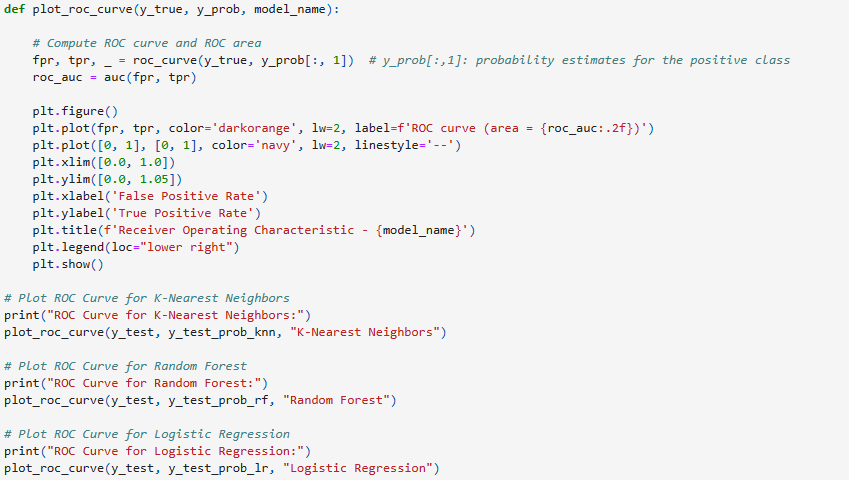 def plot_roc_curve(y_true, y_prob, model_name):
# Compute ROC curve and ROC area
fpr, tpr, _ = roc_curve(y_true, y_prob[:, 1])  # y_prob[:,1]: probability estimates for the positive class
roc_auc = auc(fpr, tpr)
plt.figure()
plt.plot(fpr, tpr, color='darkorange', lw=2, label=f'ROC curve (area = {roc_auc:.2f})')
plt.plot([0, 1], [0, 1], color='navy', lw=2, linestyle='--')
plt.xlim([0.0, 1.0])
plt.ylim([0.0, 1.05])
plt.xlabel('False Positive Rate')
plt.ylabel('True Positive Rate')
plt.title(f'Receiver Operating Characteristic - {model_name}')
plt.legend(loc="lower right")
plt.show()
# Plot ROC Curve for K-Nearest Neighbors
print("ROC Curve for K-Nearest Neighbors:")
plot_roc_curve(y_test, y_test_prob_knn, "K-Nearest Neighbors")
# Plot ROC Curve for Random Forest
print("ROC Curve for Random Forest:")
plot_roc_curve(y_test, y_test_prob_rf, "Random Forest")
# Plot ROC Curve for Logistic Regression
print("ROC Curve for Logistic Regression:")
plot_roc_curve(y_test, y_test_prob_lr, "Logistic Regression")